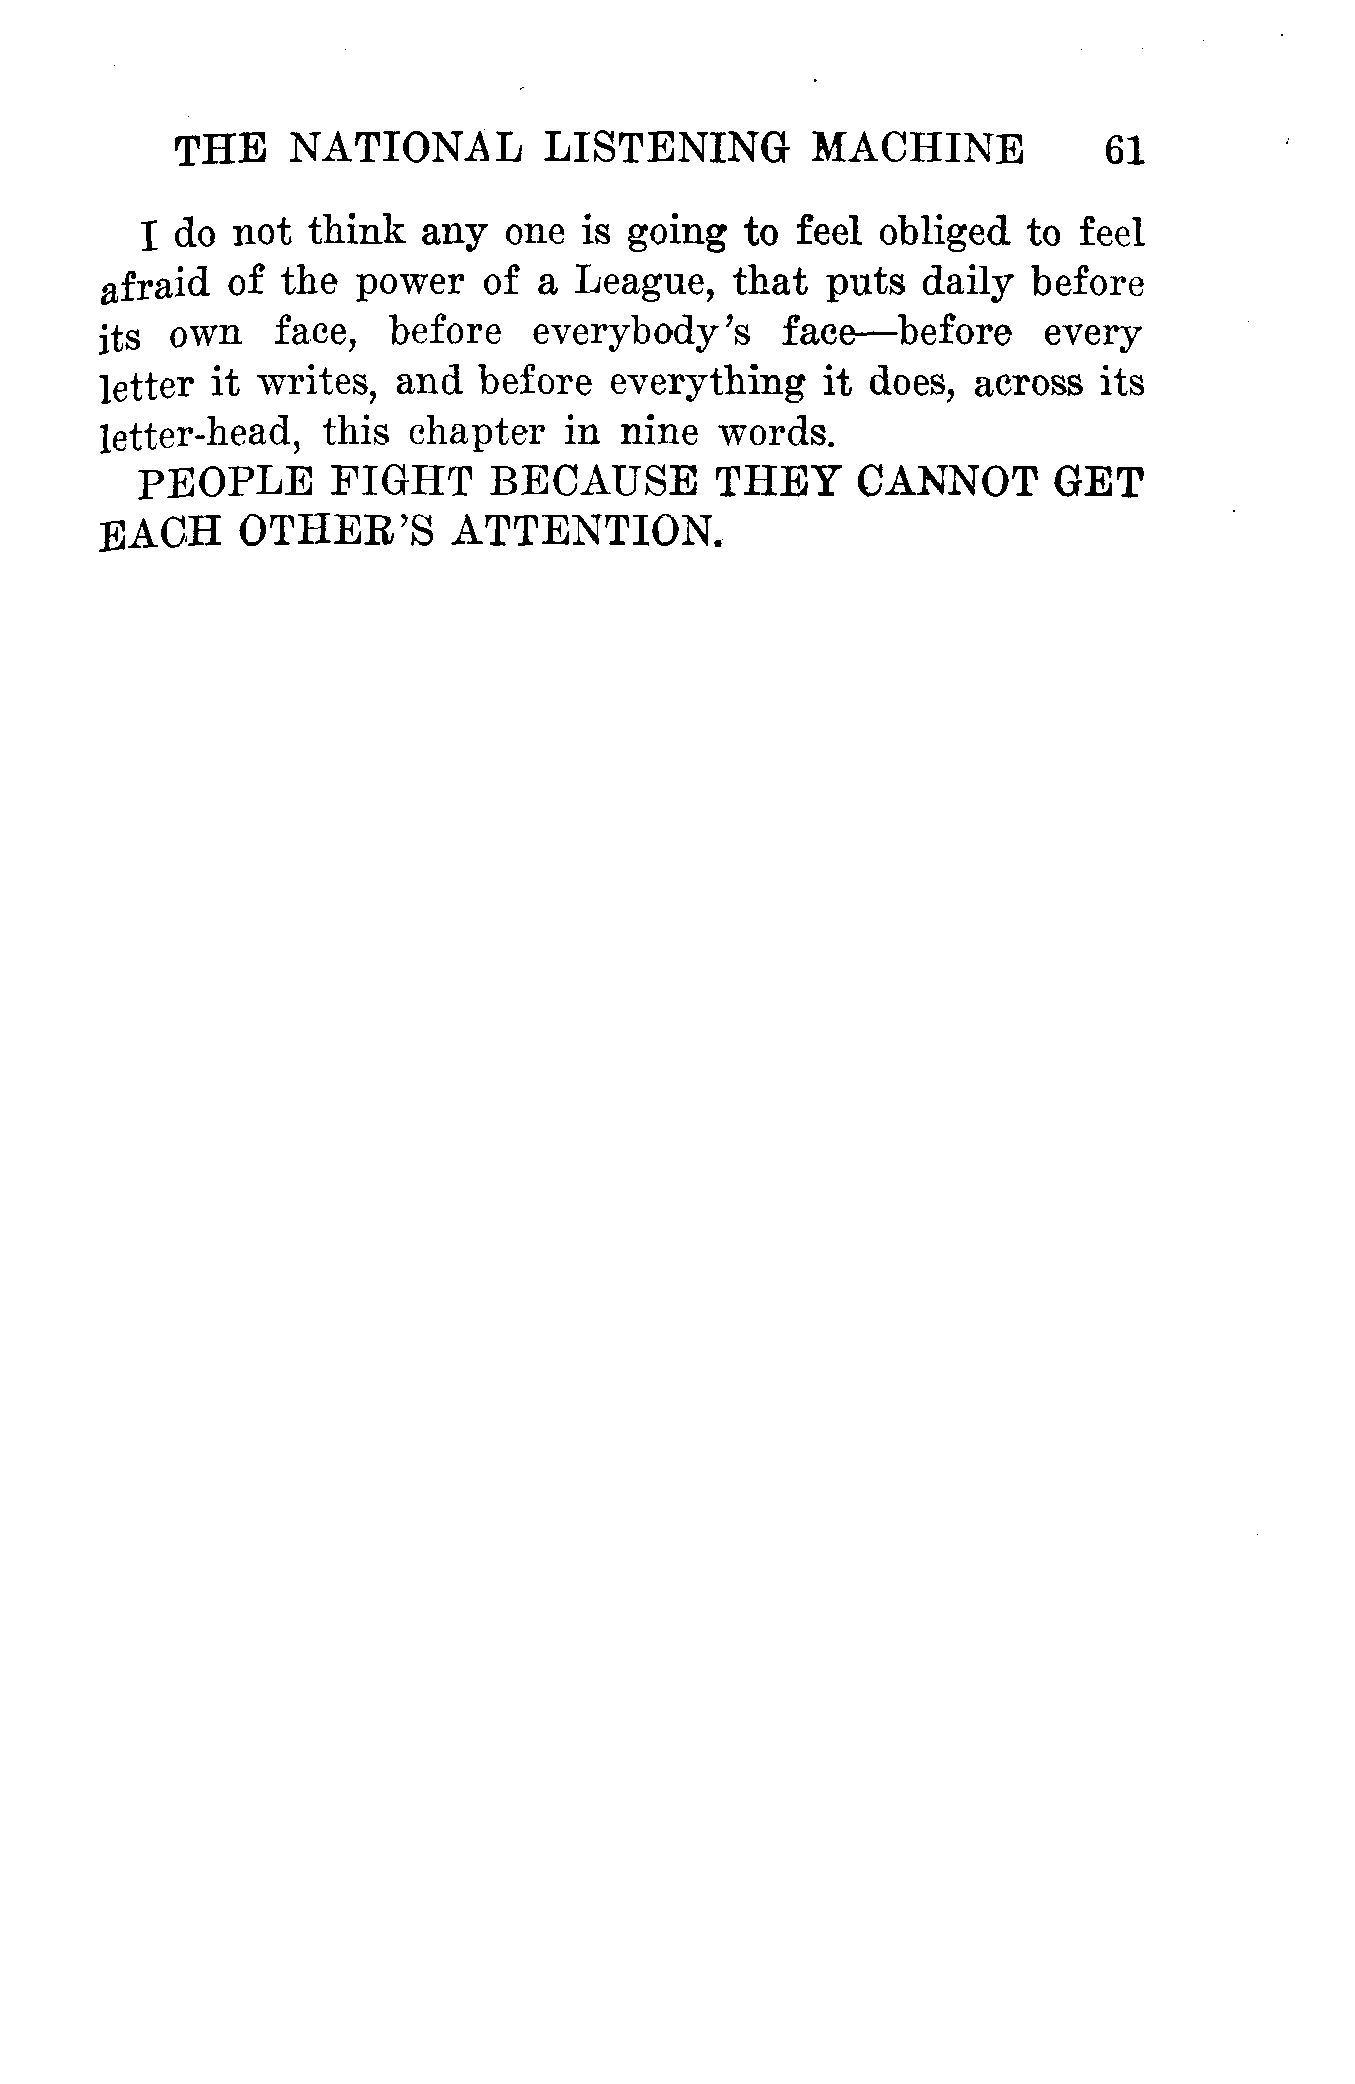 THE NATIONAL LISTENING MACHINE 61
I do not think any one is going to feel obliged to feel
afraid of the power of a League, that puts daily before
its own face, before everybody's face—before every
letter it writes, and before everything it does, across its
letter-head, this chapter in nine words.
PEOPLE FIGHT BECAUSE THEY CANNOT GET
EACH OTHER'S ATTENTION.